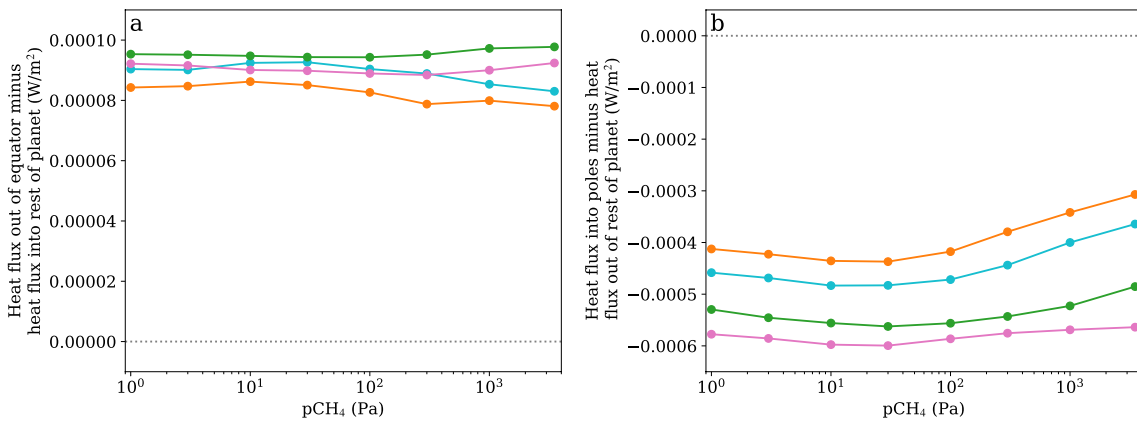 a
Heat flux out of equator minus
heat flux into rest of planet (W/m²)
0.00010
0.00008
0.00006
0.00004
0.00002
0.00000
10⁰
10¹
10²
10³
pCH₄ (Pa)
b
Heat flux into poles minus heat
flux out of rest of planet (W/m²)
0.0000
−0.0001
−0.0002
−0.0003
−0.0004
−0.0005
−0.0006
10⁰
10¹
10²
10³
pCH₄ (Pa)